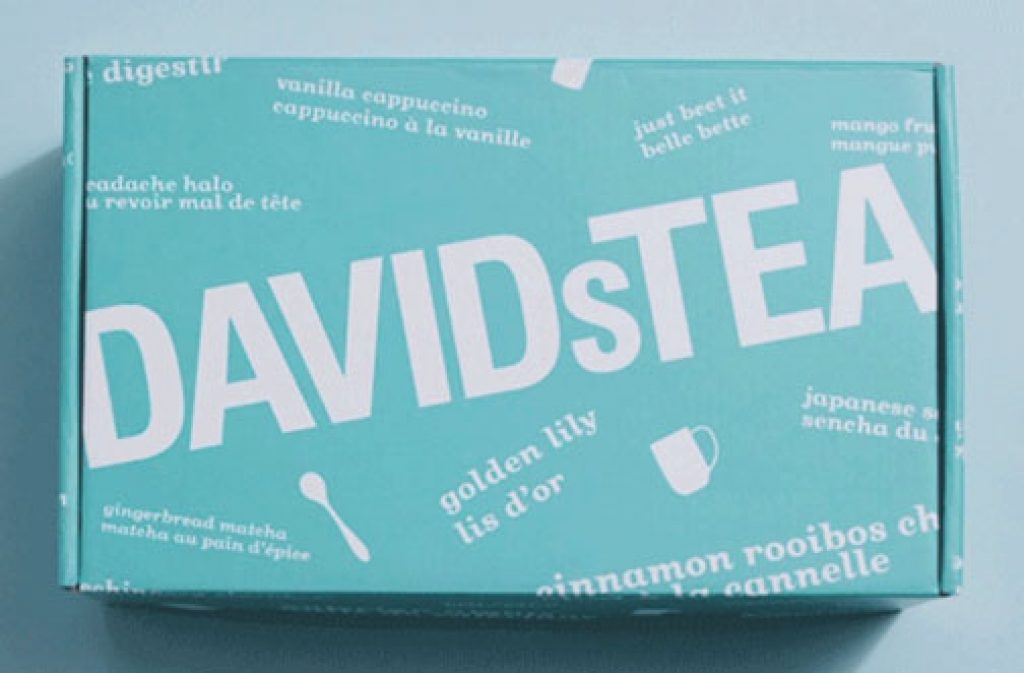 digestif
vanilla cappuccino
cappuccino à la vanille
just beet it
belle bette
mango fru
mangue pu
eadache halo
u revoir mal de tête
DAVIDsTEA
japanese s
sencha du
golden lily
lis d'or
gingerbread matcha
matcha au pain d'épice
cinnamon rooibos ch
la cannelle